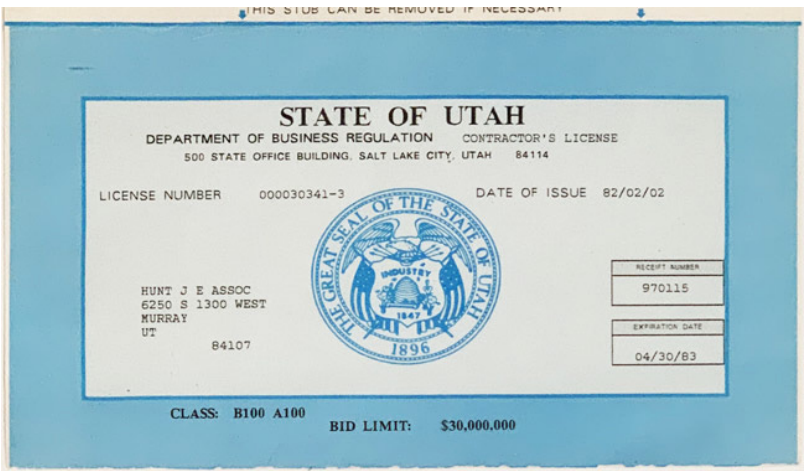 THIS STUB CAN BE REMOVED IF NECESSARY
STATE OF UTAH
DEPARTMENT OF BUSINESS REGULATION CONTRACTOR'S LICENSE
500 STATE OFFICE BUILDING, SALT LAKE CITY, UTAH 84114
LICENSE NUMBER 000030341-3 DATE OF ISSUE 82/02/02
THE GREAT SEAL OF THE STATE OF UTAH
INDUSTRY
1847
1896
RECEIPT NUMBER
970115
HUNT J E ASSOC
6250 S 1300 WEST
MURRAY
UT
84107
EXPIRATION DATE
04/30/83
CLASS: B100 A100
BID LIMIT: $30,000,000